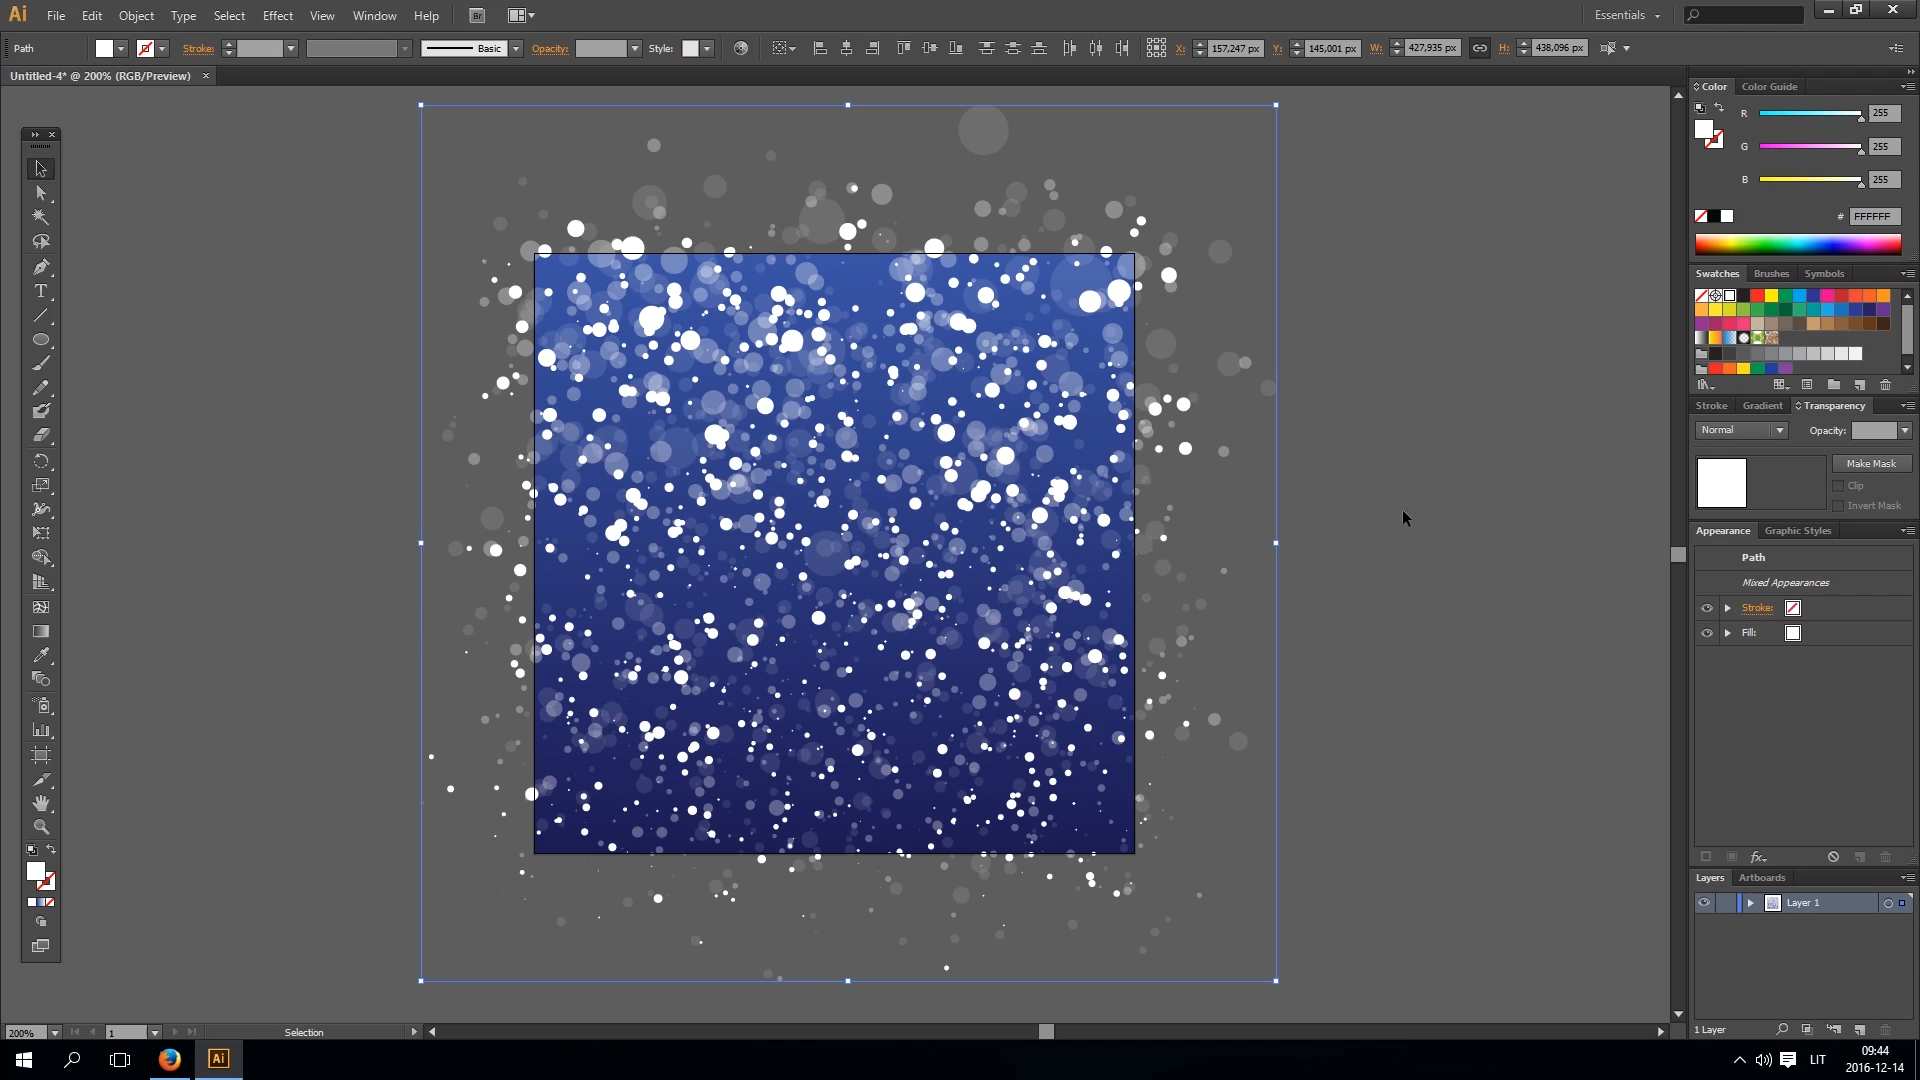 Ai File Edit Object Type Select Effect View Window Help Br Essentials
Path Stroke: Basic Opacity: Style: X: 157,247 px Y: 145,001 px W: 427,935 px H: 438,096 px
Untitled-4* @ 200% (RGB/Preview)
Color Color Guide
R 255
G 255
B 255
# FFFFFF
Swatches Brushes Symbols
Stroke Gradient Transparency
Normal Opacity:
Make Mask
Clip
Invert Mask
Appearance Graphic Styles
Path
Mixed Appearances
Stroke:
Fill:
fx
Layers Artboards
Layer 1
1 Layer
200% 1 Selection
Ai LIT 09:44
2016-12-14